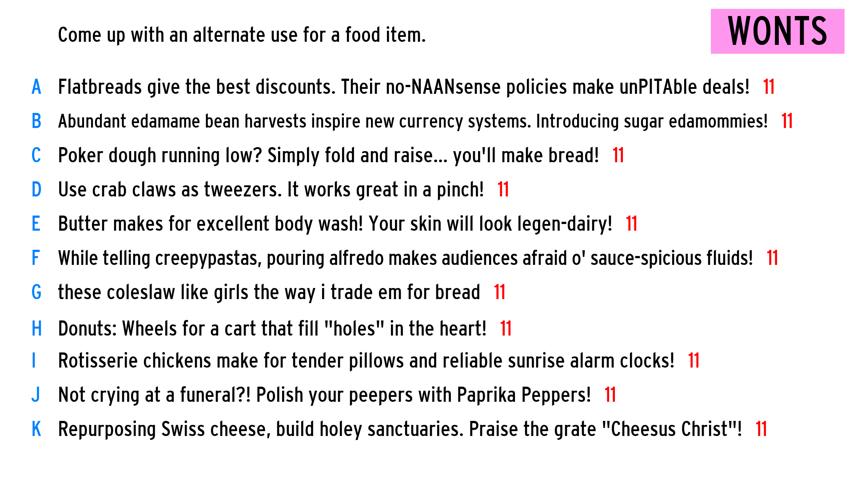 Come up with an alternate use for a food item.
WONTS
A Flatbreads give the best discounts. Their no-NAANsense policies make unPITAble deals! 11
B Abundant edamame bean harvests inspire new currency systems. Introducing sugar edamommies! 11
C Poker dough running low? Simply fold and raise... you'll make bread! 11
D Use crab claws as tweezers. It works great in a pinch! 11
E Butter makes for excellent body wash! Your skin will look legen-dairy! 11
F While telling creepypastas, pouring alfredo makes audiences afraid o' sauce-spicious fluids! 11
G these coleslaw like girls the way i trade em for bread 11
H Donuts: Wheels for a cart that fill "holes" in the heart! 11
I Rotisserie chickens make for tender pillows and reliable sunrise alarm clocks! 11
J Not crying at a funeral?! Polish your peepers with Paprika Peppers! 11
K Repurposing Swiss cheese, build holey sanctuaries. Praise the grate "Cheesus Christ"! 11